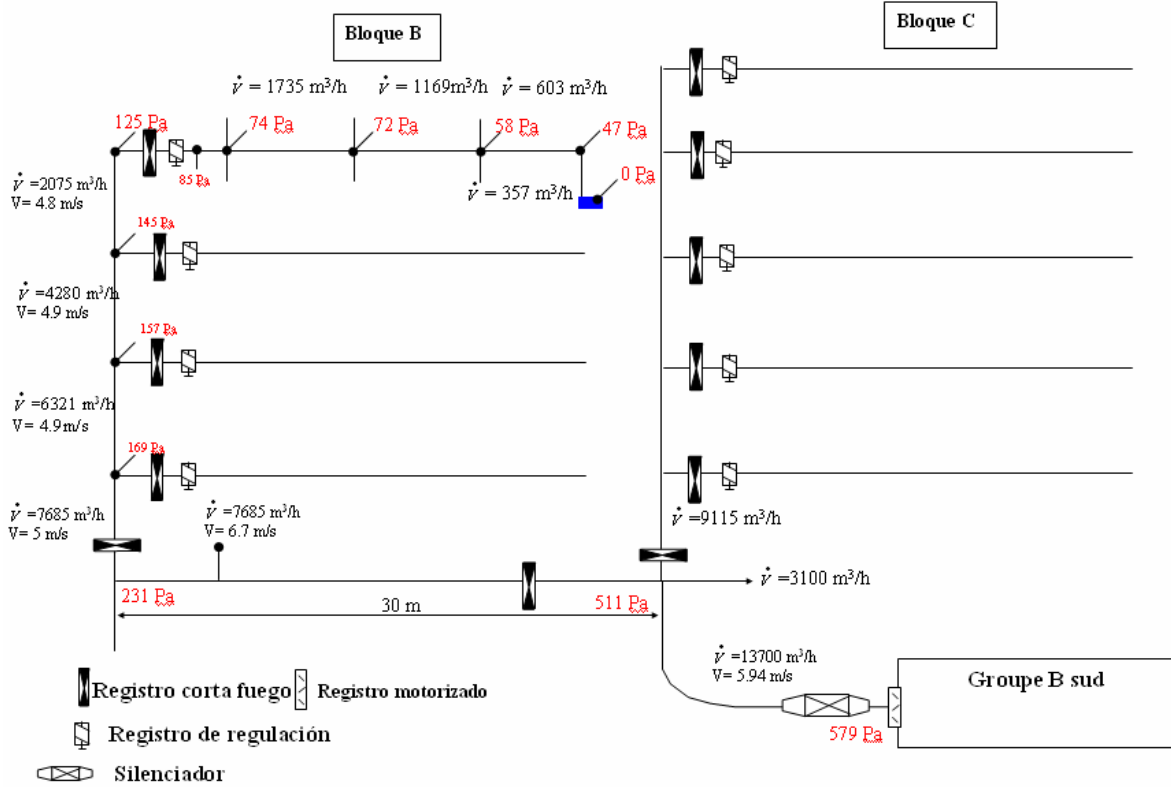 Bloque B
Bloque C
V̇ = 1735 m³/h
V̇ = 1169m³/h
V̇ = 603 m³/h
125 Pa
74 Pa
72 Pa
58 Pa
47 Pa
85 Pa
0 Pa
V̇ = 357 m³/h
V̇ =2075 m³/h
V= 4.8 m/s
145 Pa
V̇ =4280 m³/h
V= 4.9 m/s
157 Pa
V̇ =6321 m³/h
V= 4.9 m/s
169 Pa
V̇ =7685 m³/h
V= 5 m/s
V̇ =7685 m³/h
V= 6.7 m/s
V̇ =9115 m³/h
V̇ =3100 m³/h
231 Pa
30 m
511 Pa
V̇ =13700 m³/h
V= 5.94 m/s
Groupe B sud
579 Pa
Registro corta fuego
Registro motorizado
Registro de regulación
Silenciador